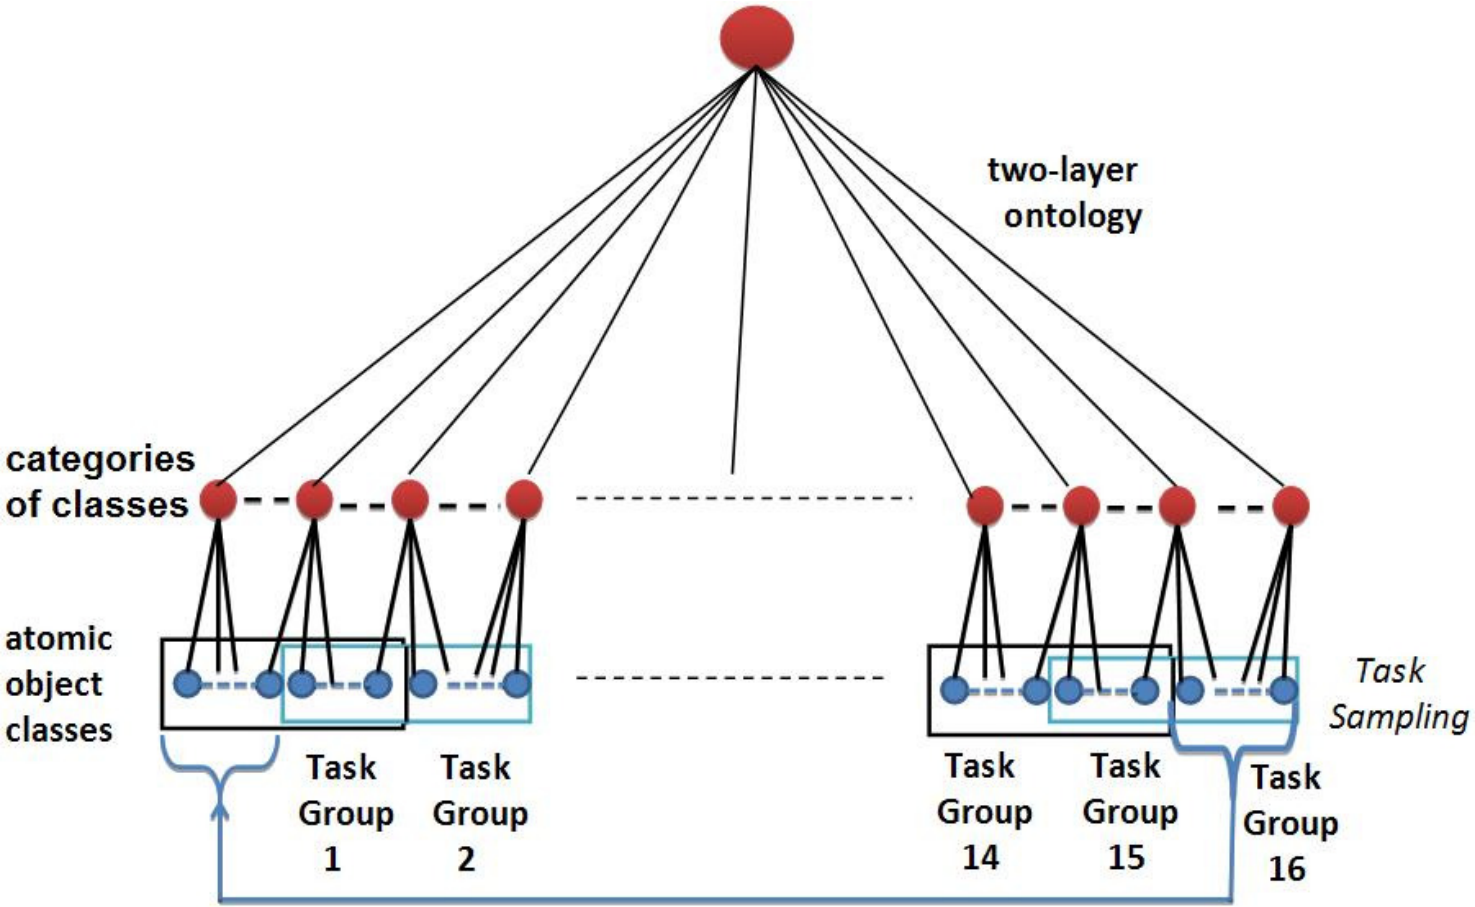 two-layer
ontology
categories
of classes
atomic
object
classes
Task
Sampling
Task
Group
1
Task
Group
2
Task
Group
14
Task
Group
15
Task
Group
16